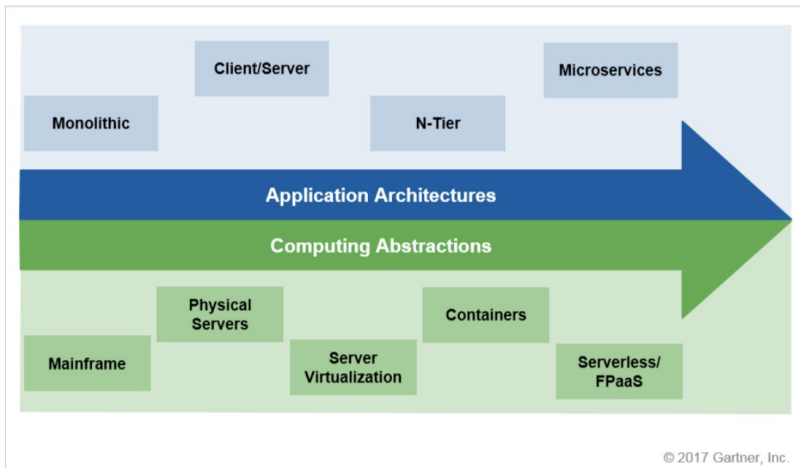 Client/Server
Microservices
Monolithic
N-Tier
Application Architectures
Computing Abstractions
Physical
Servers
Containers
Mainframe
Server
Virtualization
Serverless/
FPaaS
© 2017 Gartner, Inc.